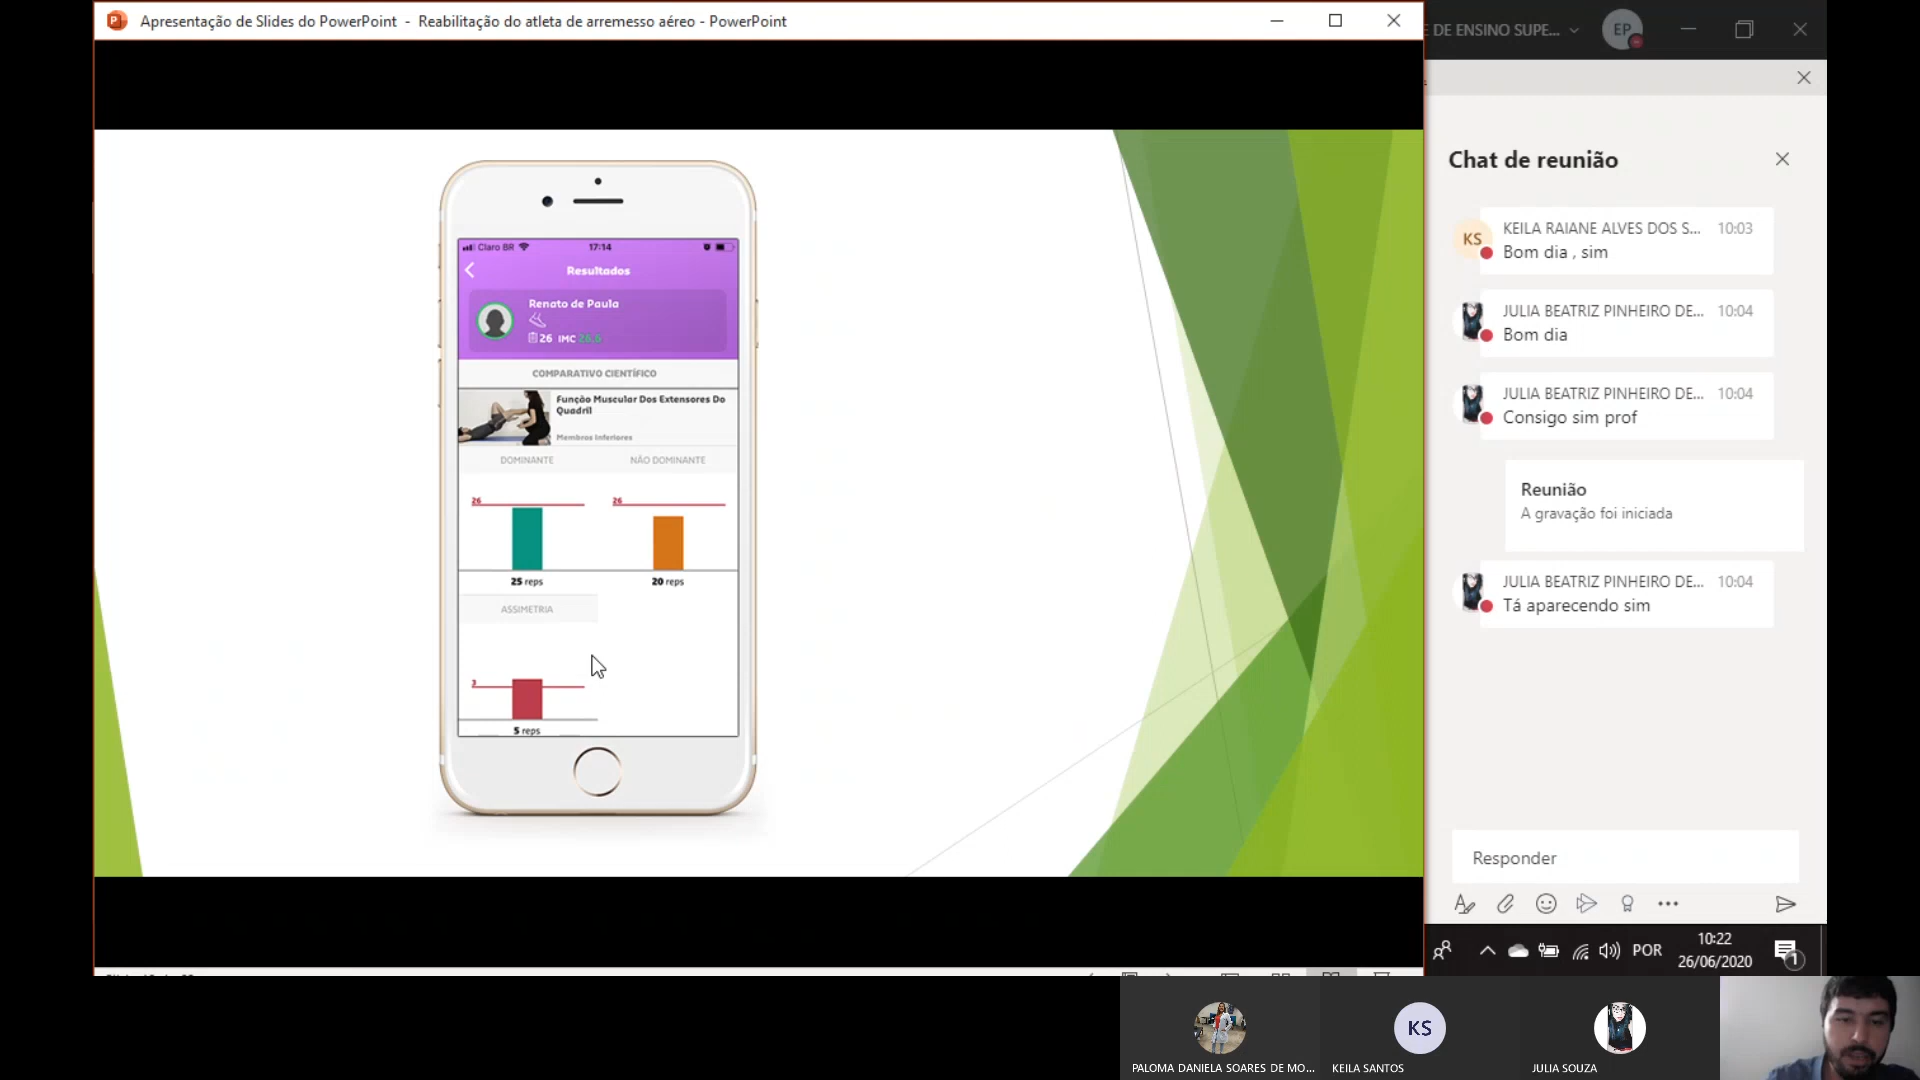 Apresentação de Slides do PowerPoint - Reabilitação do atleta de arremesso aéreo - PowerPoint
E DE ENSINO SUPE...
EP
Claro BR
17:14
Resultados
Renato de Paula
26 IMC 26.6
COMPARATIVO CIENTÍFICO
Função Muscular Dos Extensores Do
Quadril
Membros Inferiores
DOMINANTE
NÃO DOMINANTE
26
26
25 reps
20 reps
ASSIMETRIA
3
5 reps
Chat de reunião
KS
KEILA RAIANE ALVES DOS S...
10:03
Bom dia , sim
JULIA BEATRIZ PINHEIRO DE...
10:04
Bom dia
JULIA BEATRIZ PINHEIRO DE...
10:04
Consigo sim prof
Reunião
A gravação foi iniciada
JULIA BEATRIZ PINHEIRO DE...
10:04
Tá aparecendo sim
Responder
POR
10:22
26/06/2020
1
KS
PALOMA DANIELA SOARES DE MO...
KEILA SANTOS
JULIA SOUZA